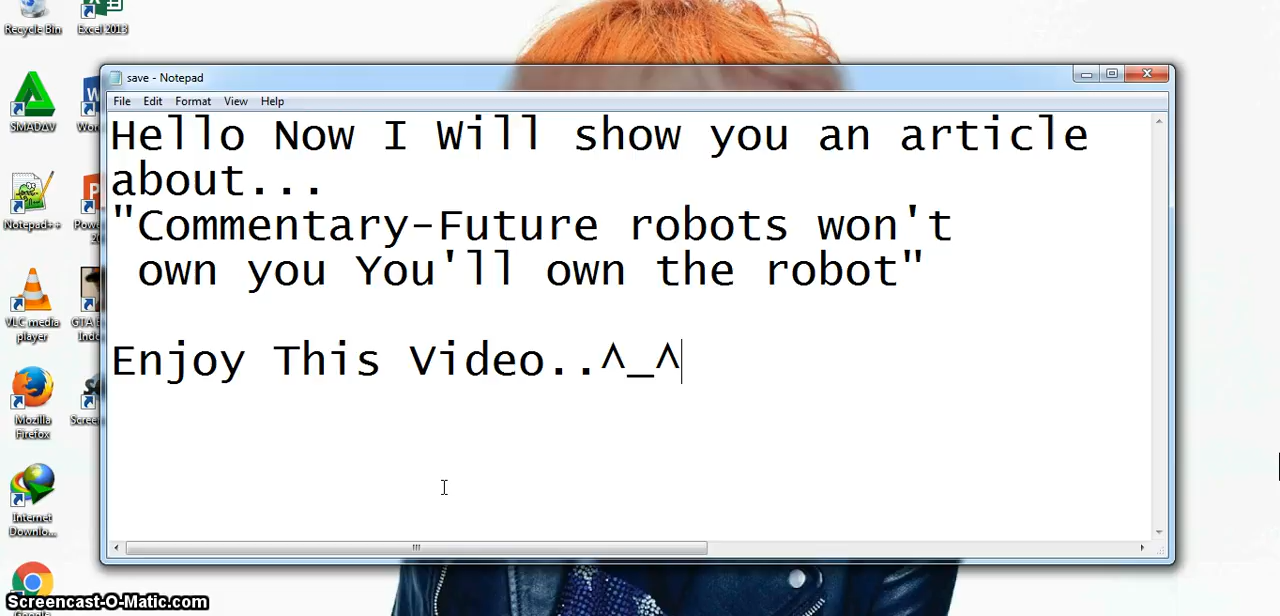 Recycle Bin
Excel 2013
save - Notepad
File Edit Format View Help
Hello Now I Will show you an article
about...
"Commentary-Future robots won't
own you You'll own the robot"
Enjoy This Video..^_^
SMADAV
Notepad++
VLC media
player
Mozilla
Firefox
Internet
Downlo...
Screencast-O-Matic.com